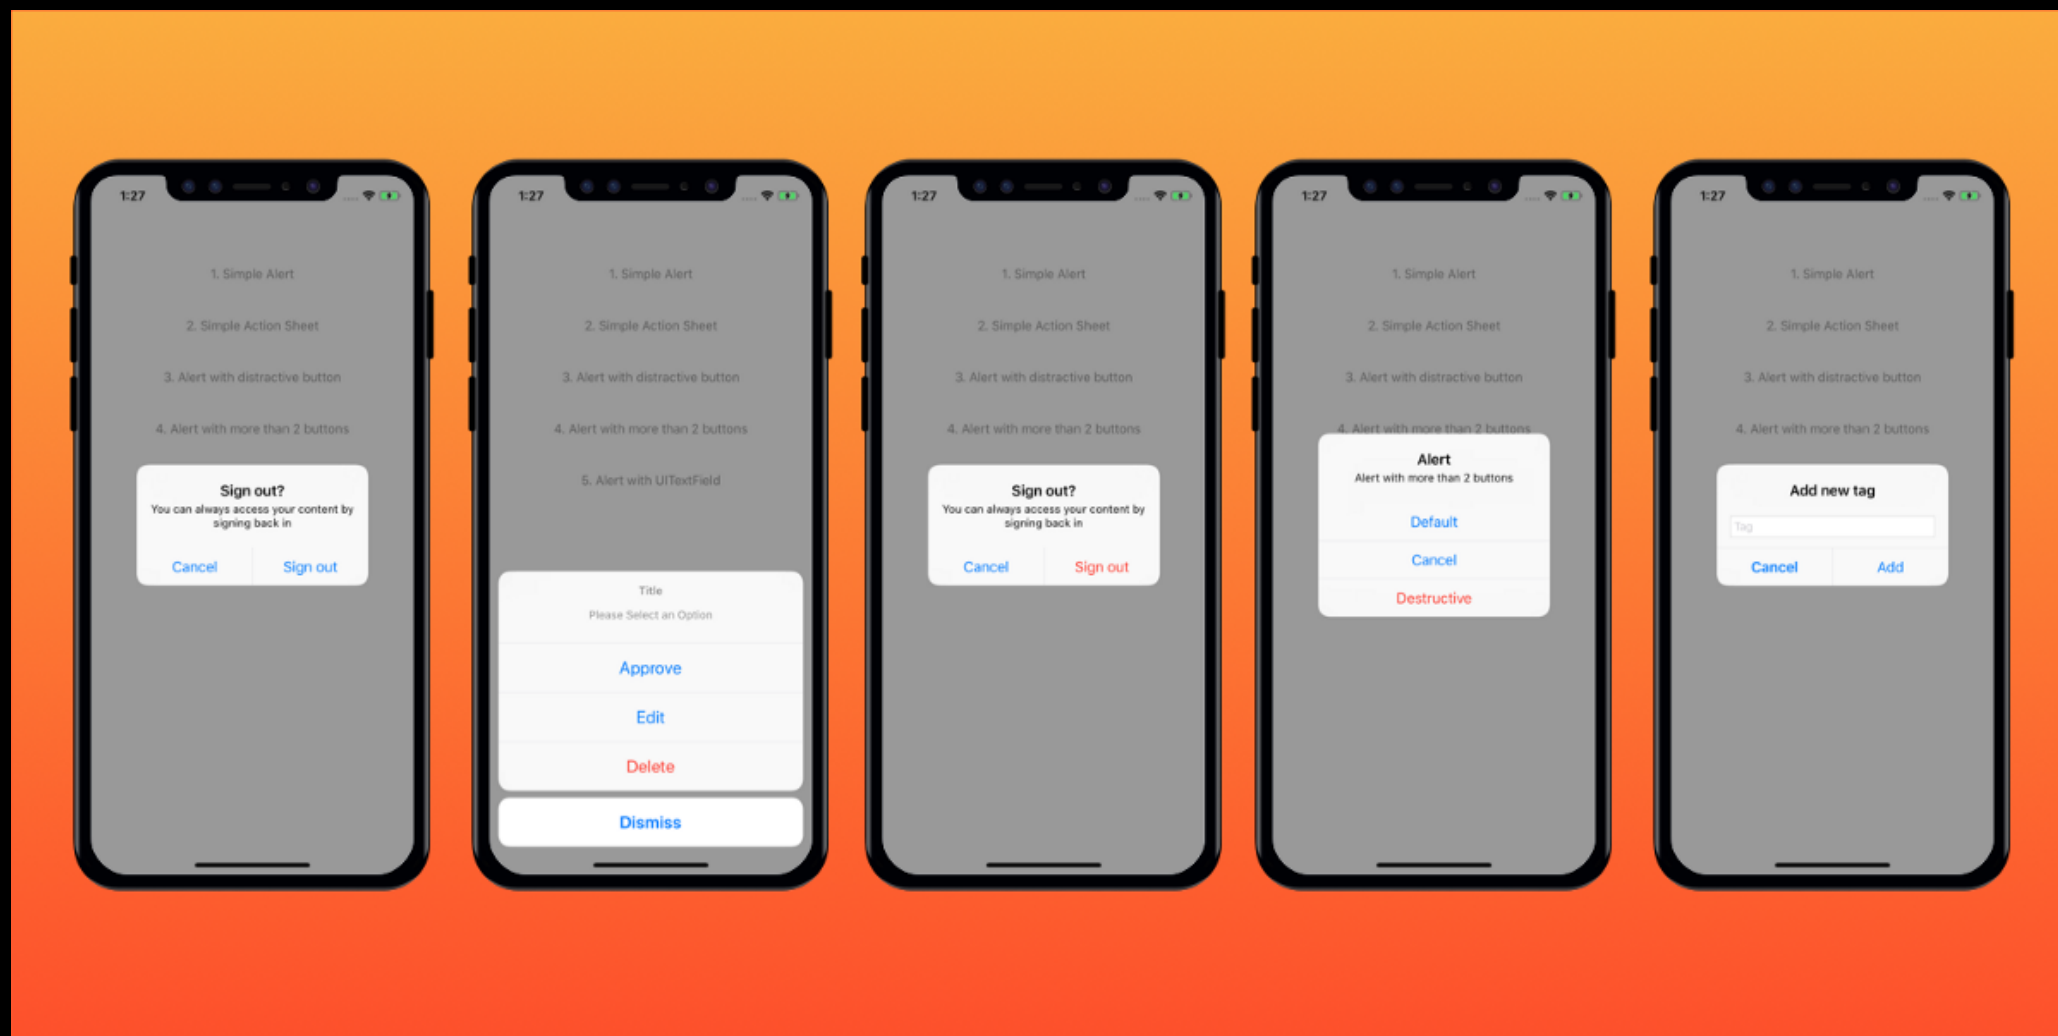 1:27
1. Simple Alert
2. Simple Action Sheet
3. Alert with distractive button
4. Alert with more than 2 buttons
Sign out?
You can always access your content by
signing back in
Cancel
Sign out
1:27
1. Simple Alert
2. Simple Action Sheet
3. Alert with distractive button
4. Alert with more than 2 buttons
5. Alert with UITextField
Title
Please Select an Option
Approve
Edit
Delete
Dismiss
1:27
1. Simple Alert
2. Simple Action Sheet
3. Alert with distractive button
4. Alert with more than 2 buttons
Sign out?
You can always access your content by
signing back in
Cancel
Sign out
1:27
1. Simple Alert
2. Simple Action Sheet
3. Alert with distractive button
4. Alert with more than 2 buttons
Alert
Alert with more than 2 buttons
Default
Cancel
Destructive
1:27
1. Simple Alert
2. Simple Action Sheet
3. Alert with distractive button
4. Alert with more than 2 buttons
Add new tag
Tag
Cancel
Add